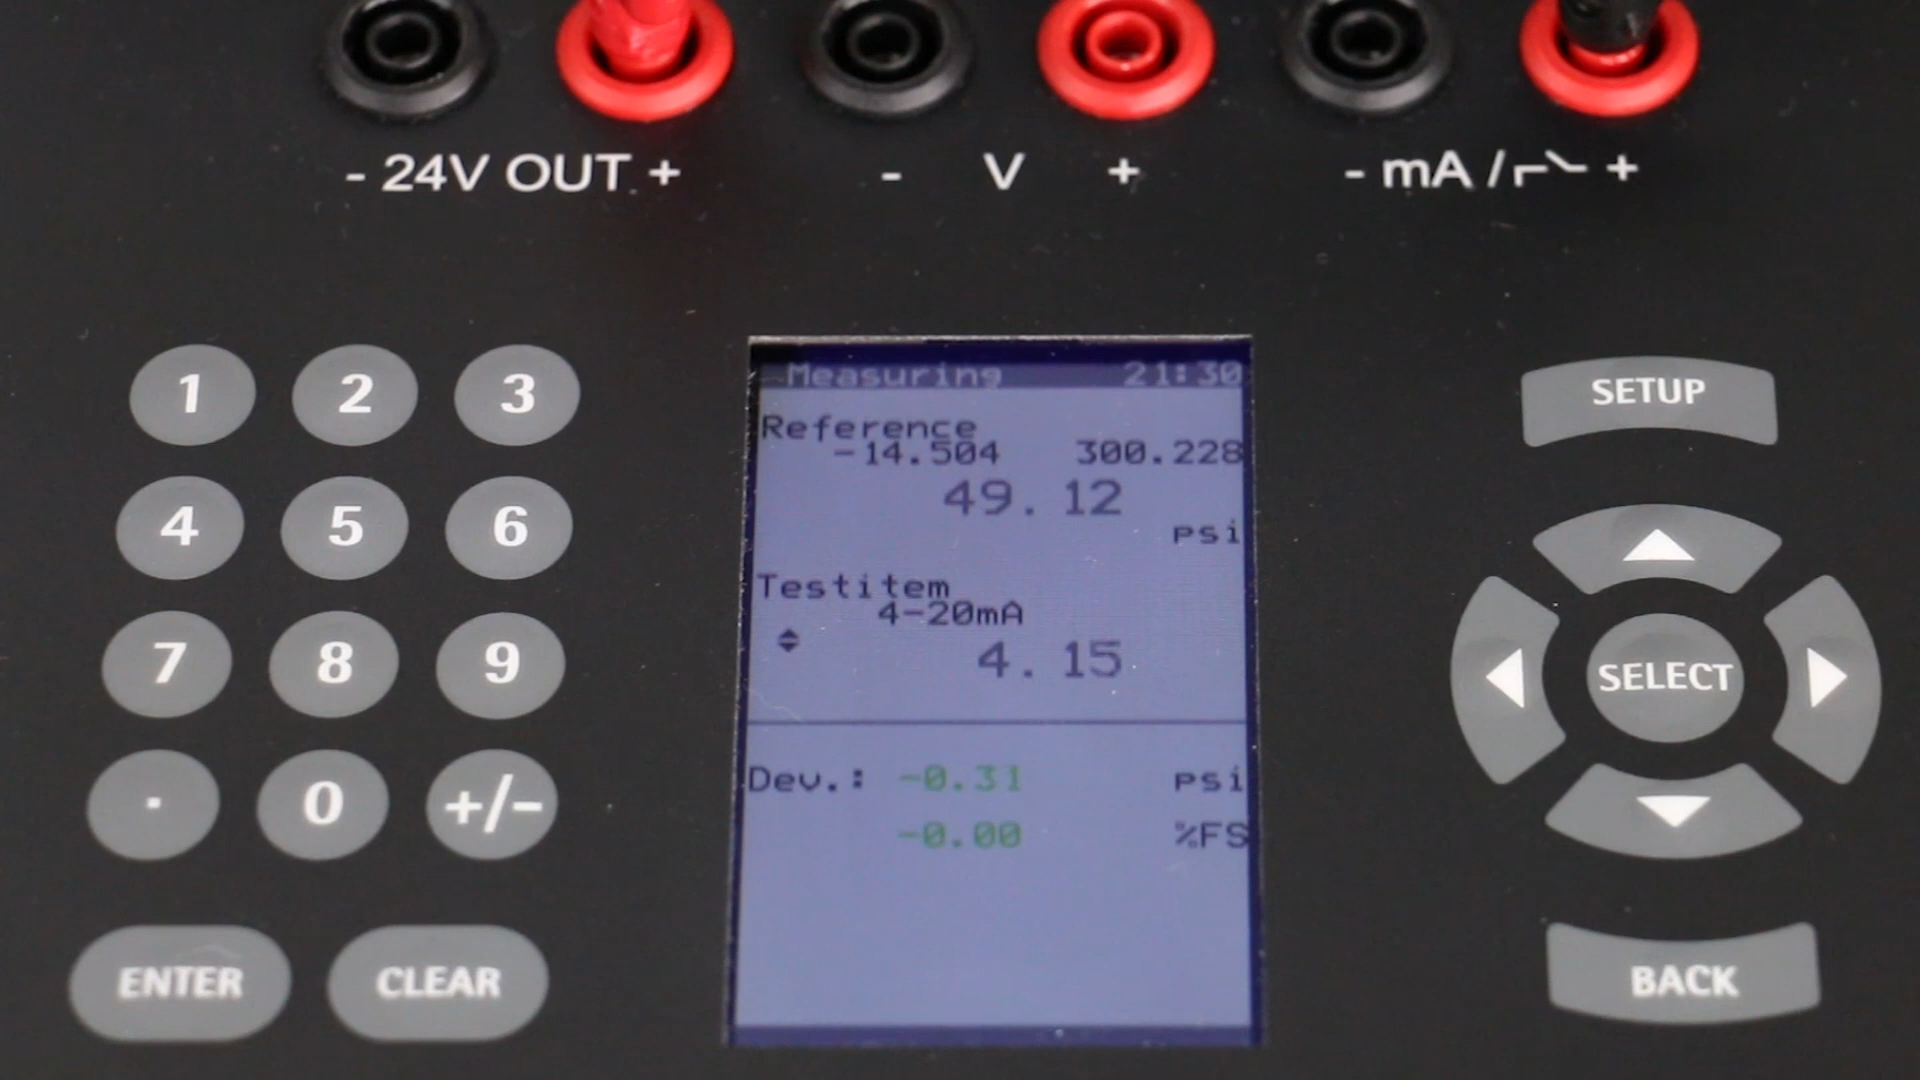 - 24V OUT + - V + - mA / +
1 2 3
4 5 6
7 8 9
. 0 +/-
ENTER CLEAR
Measuring 21:30
Reference
-14.504 300.228
49.12
psi
Testitem
4-20mA
4.15
Dev.: -0.31 psi
-0.00 %FS
SETUP
SELECT
BACK